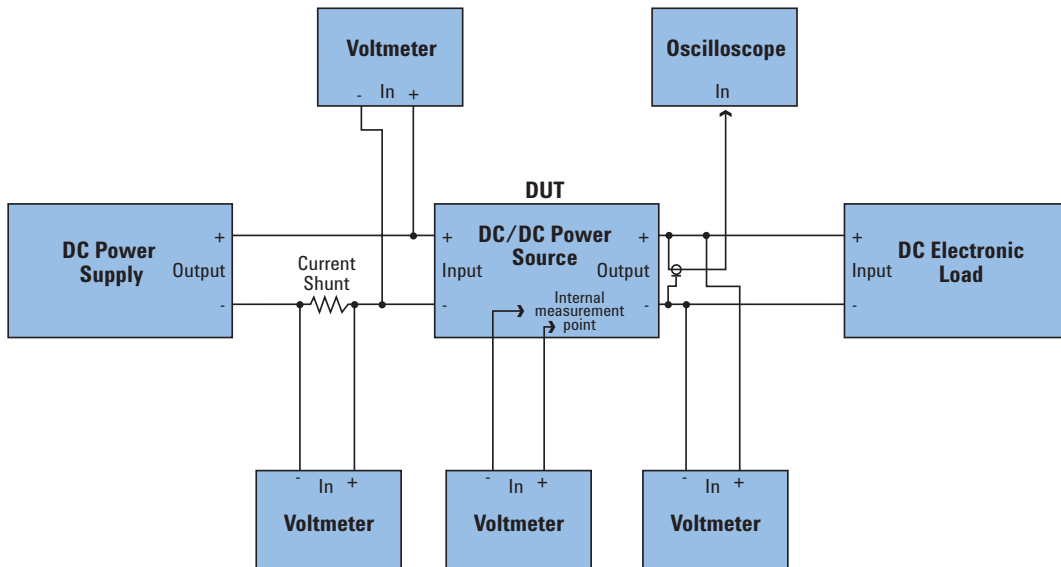 Voltmeter
- In +
Oscilloscope
In
DUT
DC Power
Supply
+
Output
-
Current
Shunt
+
Input
-
DC/DC Power
Source
+
Output
-
Internal
measurement
point
+
Input
-
DC Electronic
Load
- In +
Voltmeter
- In +
Voltmeter
- In +
Voltmeter